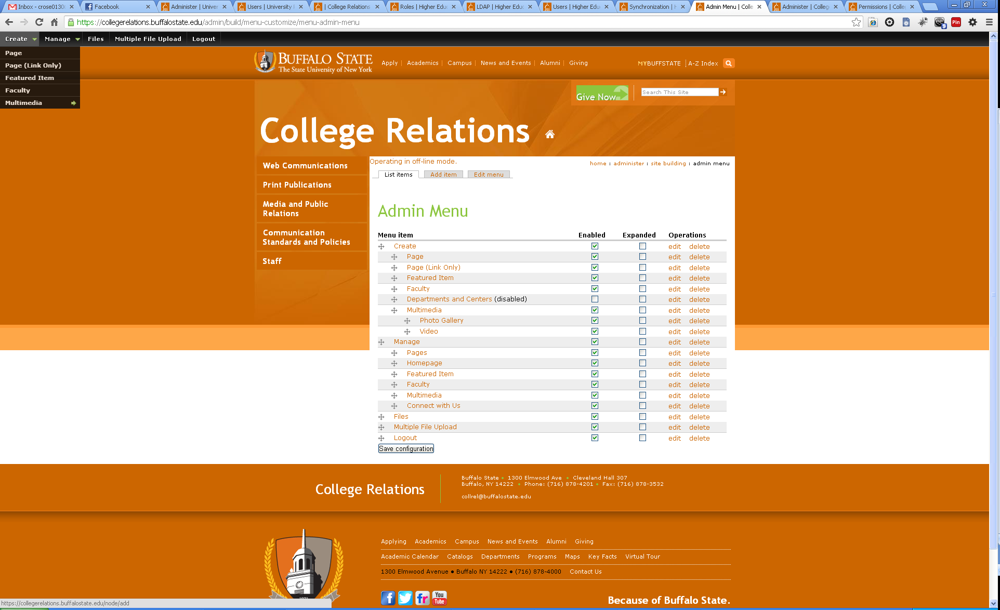 Inbox - crose0130
Facebook
Administer | Univer
Users | University F
| College Relations
Roles | Higher Educ
LDAP | Higher Educ
Users | Higher Educ
Synchronization | H
Admin Menu | Colle
Administer | Colleg
Permissions | Colle
https://collegerelations.buffalostate.edu/admin/build/menu-customize/menu-admin-menu
Pin
Create Manage Files Multiple File Upload Logout
Page
Page (Link Only)
Featured Item
Faculty
Multimedia
BUFFALO STATE
The State University of New York
Apply | Academics | Campus | News and Events | Alumni | Giving
MYBUFFSTATE A-Z Index
Give Now
Search This Site
College Relations
Web Communications
Print Publications
Media and Public
Relations
Communication
Standards and Policies
Staff
Operating in off-line mode.
home : administer : site building : admin menu
List items Add item Edit menu
Admin Menu
Menu item Enabled Expanded Operations
Create edit delete
Page edit delete
Page (Link Only) edit delete
Featured Item edit delete
Faculty edit delete
Departments and Centers (disabled) edit delete
Multimedia edit delete
Photo Gallery edit delete
Video edit delete
Manage edit delete
Pages edit delete
Homepage edit delete
Featured Item edit delete
Faculty edit delete
Multimedia edit delete
Connect with Us edit delete
Files edit delete
Multiple File Upload edit delete
Logout edit delete
Save configuration
College Relations
Buffalo State • 1300 Elmwood Ave • Cleveland Hall 307
Buffalo, NY 14222 • Phone: (716) 878-4201 • Fax: (716) 878-3532
collrel@buffalostate.edu
Applying Academics Campus News and Events Alumni Giving
Academic Calendar Catalogs Departments Programs Maps Key Facts Virtual Tour
1300 Elmwood Avenue • Buffalo NY 14222 • (716) 878-4000 Contact Us
1871
You
Tube
Because of Buffalo State.
https://collegerelations.buffalostate.edu/node/add